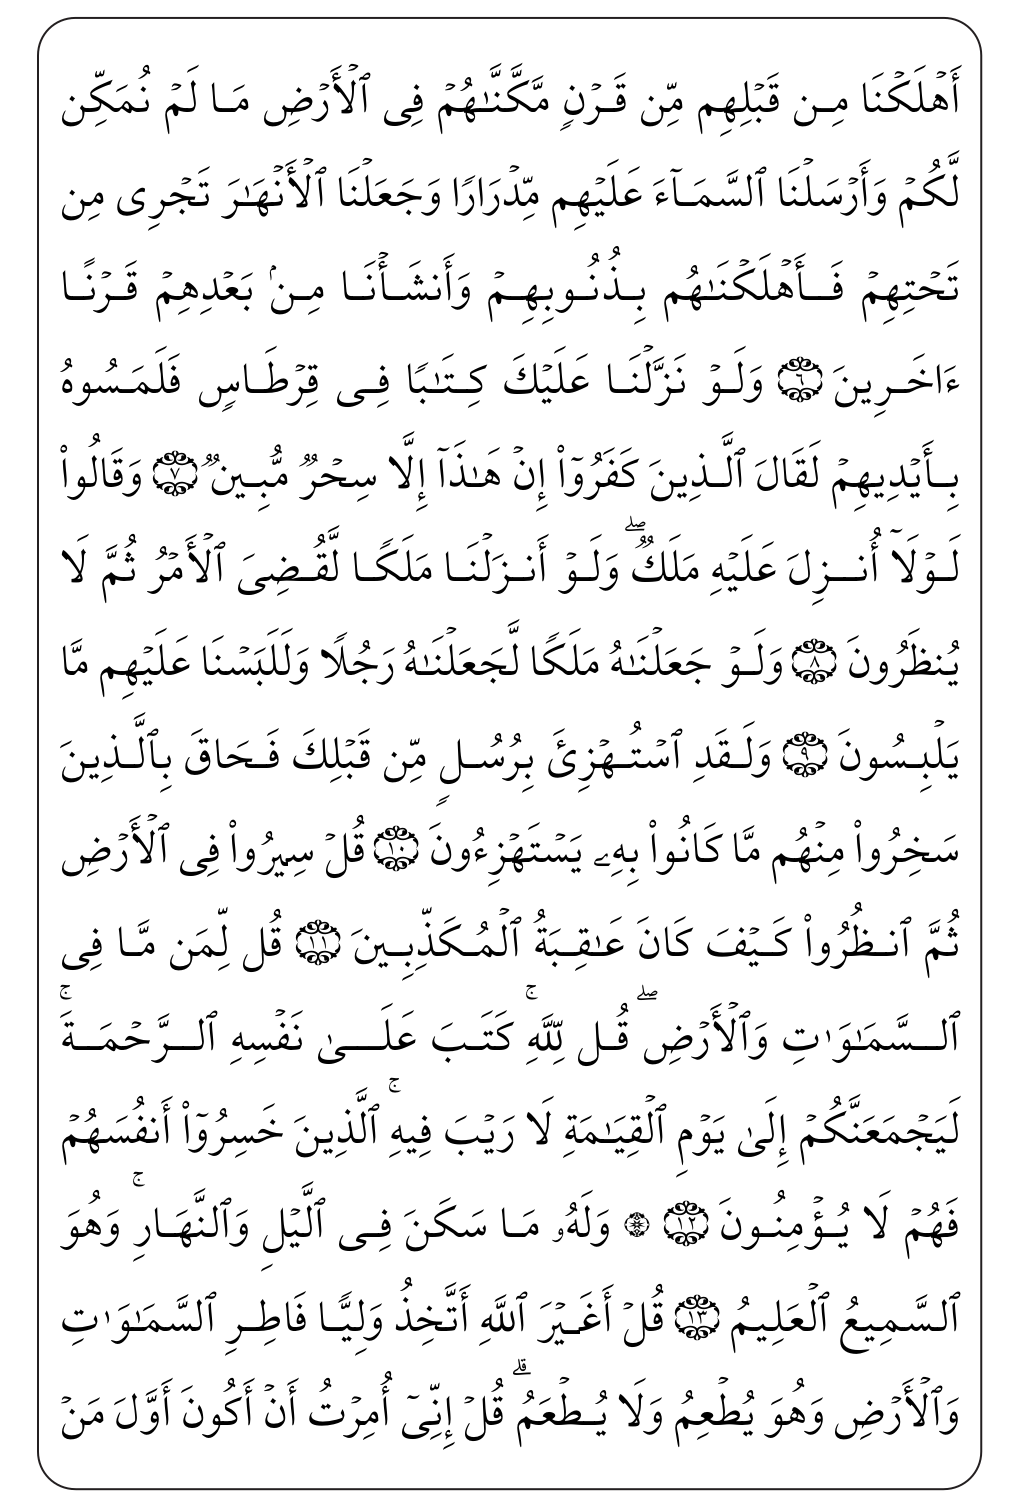 أَهۡلَكۡنَا مِن قَبۡلِهِم مِّن قَرۡنٖ مَّكَّنَّٰهُمۡ فِي ٱلۡأَرۡضِ مَا لَمۡ نُمَكِّن
لَّكُمۡ وَأَرۡسَلۡنَا ٱلسَّمَآءَ عَلَيۡهِم مِّدۡرَارٗا وَجَعَلۡنَا ٱلۡأَنۡهَٰرَ تَجۡرِي مِن
تَحۡتِهِمۡ فَأَهۡلَكۡنَٰهُم بِذُنُوبِهِمۡ وَأَنشَأۡنَا مِنۢ بَعۡدِهِمۡ قَرۡنًا
ءَاخَرِينَ ٦ وَلَوۡ نَزَّلۡنَا عَلَيۡكَ كِتَٰبٗا فِي قِرۡطَاسٖ فَلَمَسُوهُ
بِأَيۡدِيهِمۡ لَقَالَ ٱلَّذِينَ كَفَرُوٓاْ إِنۡ هَٰذَآ إِلَّا سِحۡرٞ مُّبِينٞ ٧ وَقَالُواْ
لَوۡلَآ أُنزِلَ عَلَيۡهِ مَلَكٞۖ وَلَوۡ أَنزَلۡنَا مَلَكٗا لَّقُضِيَ ٱلۡأَمۡرُ ثُمَّ لَا
يُنظَرُونَ ٨ وَلَوۡ جَعَلۡنَٰهُ مَلَكٗا لَّجَعَلۡنَٰهُ رَجُلٗا وَلَلَبَسۡنَا عَلَيۡهِم مَّا
يَلۡبِسُونَ ٩ وَلَقَدِ ٱسۡتُهۡزِئَ بِرُسُلٖ مِّن قَبۡلِكَ فَحَاقَ بِٱلَّذِينَ
سَخِرُواْ مِنۡهُم مَّا كَانُواْ بِهِۦ يَسۡتَهۡزِءُونَ ١٠ قُلۡ سِيرُواْ فِي ٱلۡأَرۡضِ
ثُمَّ ٱنظُرُواْ كَيۡفَ كَانَ عَٰقِبَةُ ٱلۡمُكَذِّبِينَ ١١ قُل لِّمَن مَّا فِي
ٱلسَّمَٰوَٰتِ وَٱلۡأَرۡضِۖ قُل لِّلَّهِۚ كَتَبَ عَلَىٰ نَفۡسِهِ ٱلرَّحۡمَةَۚ
لَيَجۡمَعَنَّكُمۡ إِلَىٰ يَوۡمِ ٱلۡقِيَٰمَةِ لَا رَيۡبَ فِيهِۚ ٱلَّذِينَ خَسِرُوٓاْ أَنفُسَهُمۡ
فَهُمۡ لَا يُؤۡمِنُونَ ١٢ ۞ وَلَهُۥ مَا سَكَنَ فِي ٱلَّيۡلِ وَٱلنَّهَارِۚ وَهُوَ
ٱلسَّمِيعُ ٱلۡعَلِيمُ ١٣ قُلۡ أَغَيۡرَ ٱللَّهِ أَتَّخِذُ وَلِيّٗا فَاطِرِ ٱلسَّمَٰوَٰتِ
وَٱلۡأَرۡضِ وَهُوَ يُطۡعِمُ وَلَا يُطۡعَمُۗ قُلۡ إِنِّيٓ أُمِرۡتُ أَنۡ أَكُونَ أَوَّلَ مَنۡ